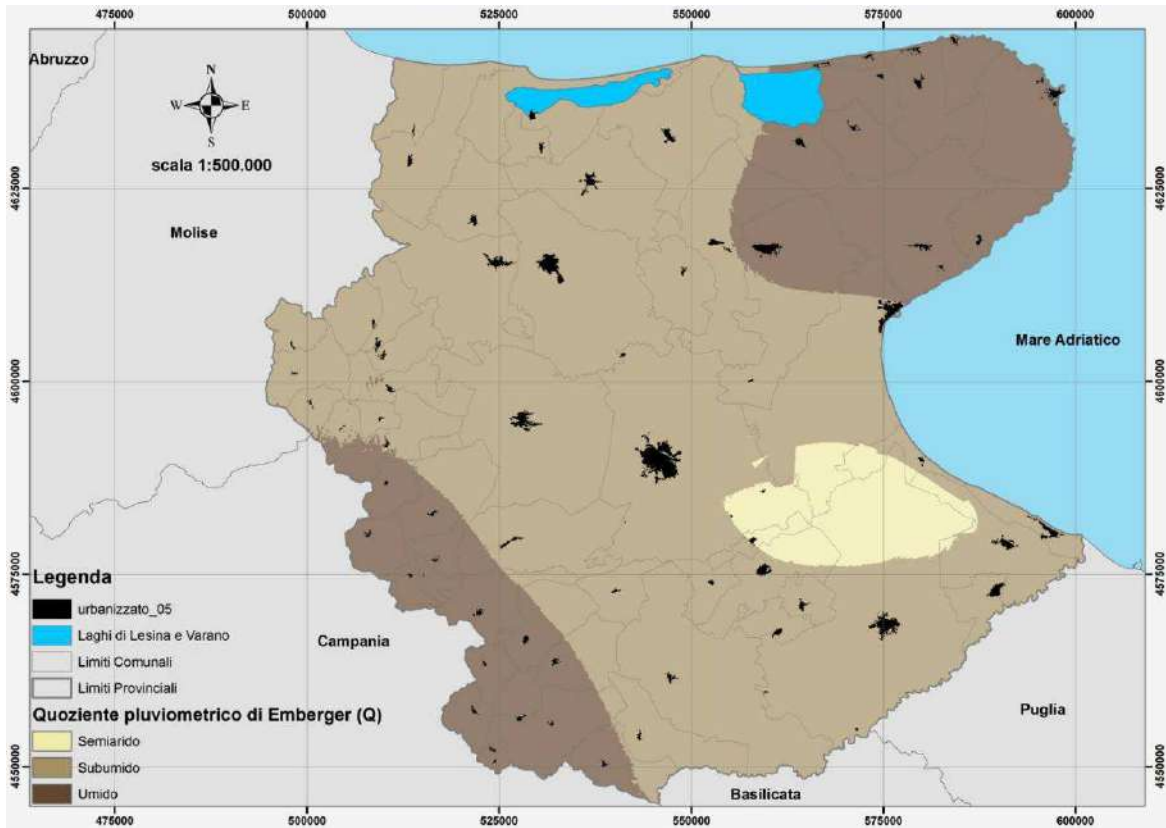 475000 500000 525000 550000 575000 600000
Abruzzo
N
W E
S
scala 1:500.000
4625000 4625000
Molise
Mare Adriatico
4600000 4600000
4575000 4575000
Legenda
urbanizzato_05
Laghi di Lesina e Varano
Limiti Comunali
Limiti Provinciali
Quoziente pluviometrico di Emberger (Q)
Semiarido
Subumido
Umido
Campania
Puglia
Basilicata
4550000 4550000
475000 500000 525000 550000 575000 600000